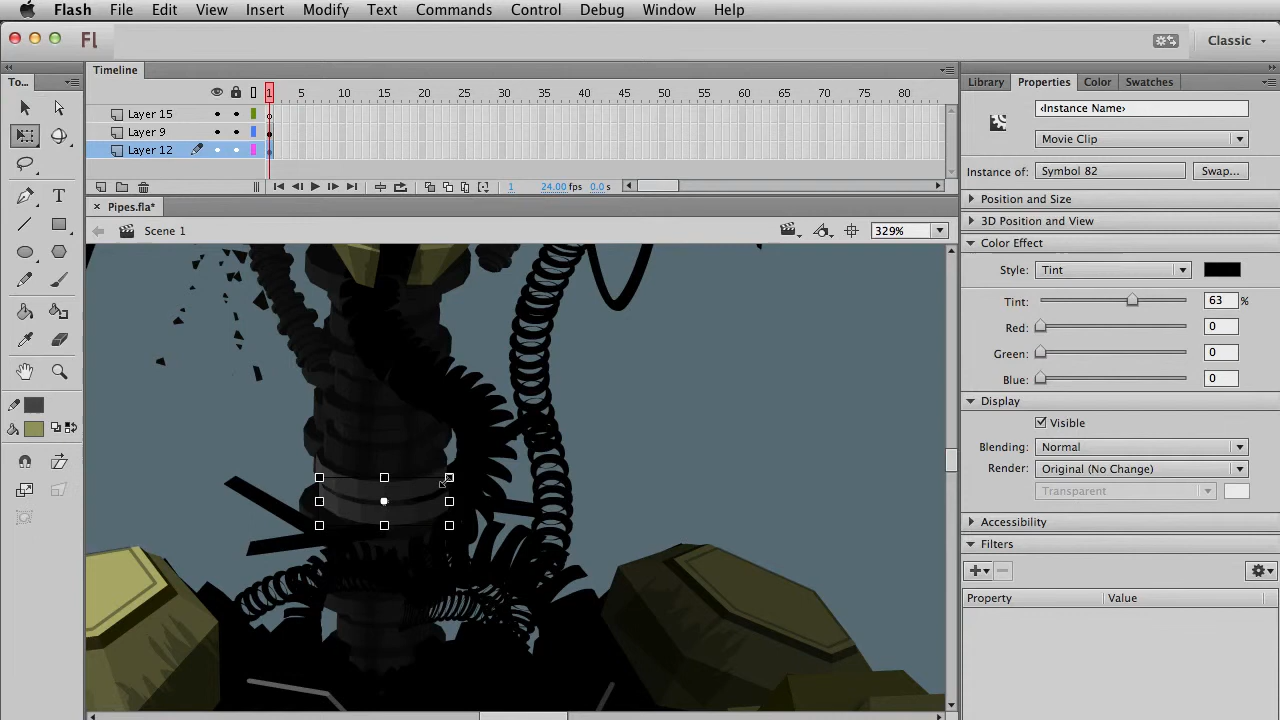 Flash File Edit View Insert Modify Text Commands Control Debug Window Help
Fl Classic
To... Timeline Library Properties Color Swatches
1 5 10 15 20 25 30 35 40 45 50 55 60 65 70 75 80
‹Instance Name›
Layer 15
Layer 9
Movie Clip
Layer 12
Instance of: Symbol 82 Swap...
1 24.00 fps 0.0 s
Position and Size
Pipes.fla*
3D Position and View
Scene 1 329%
Color Effect
Style: Tint
Tint: 63 %
Red: 0
Green: 0
Blue: 0
Display
Visible
Blending: Normal
Render: Original (No Change)
Transparent
Accessibility
Filters
Property Value